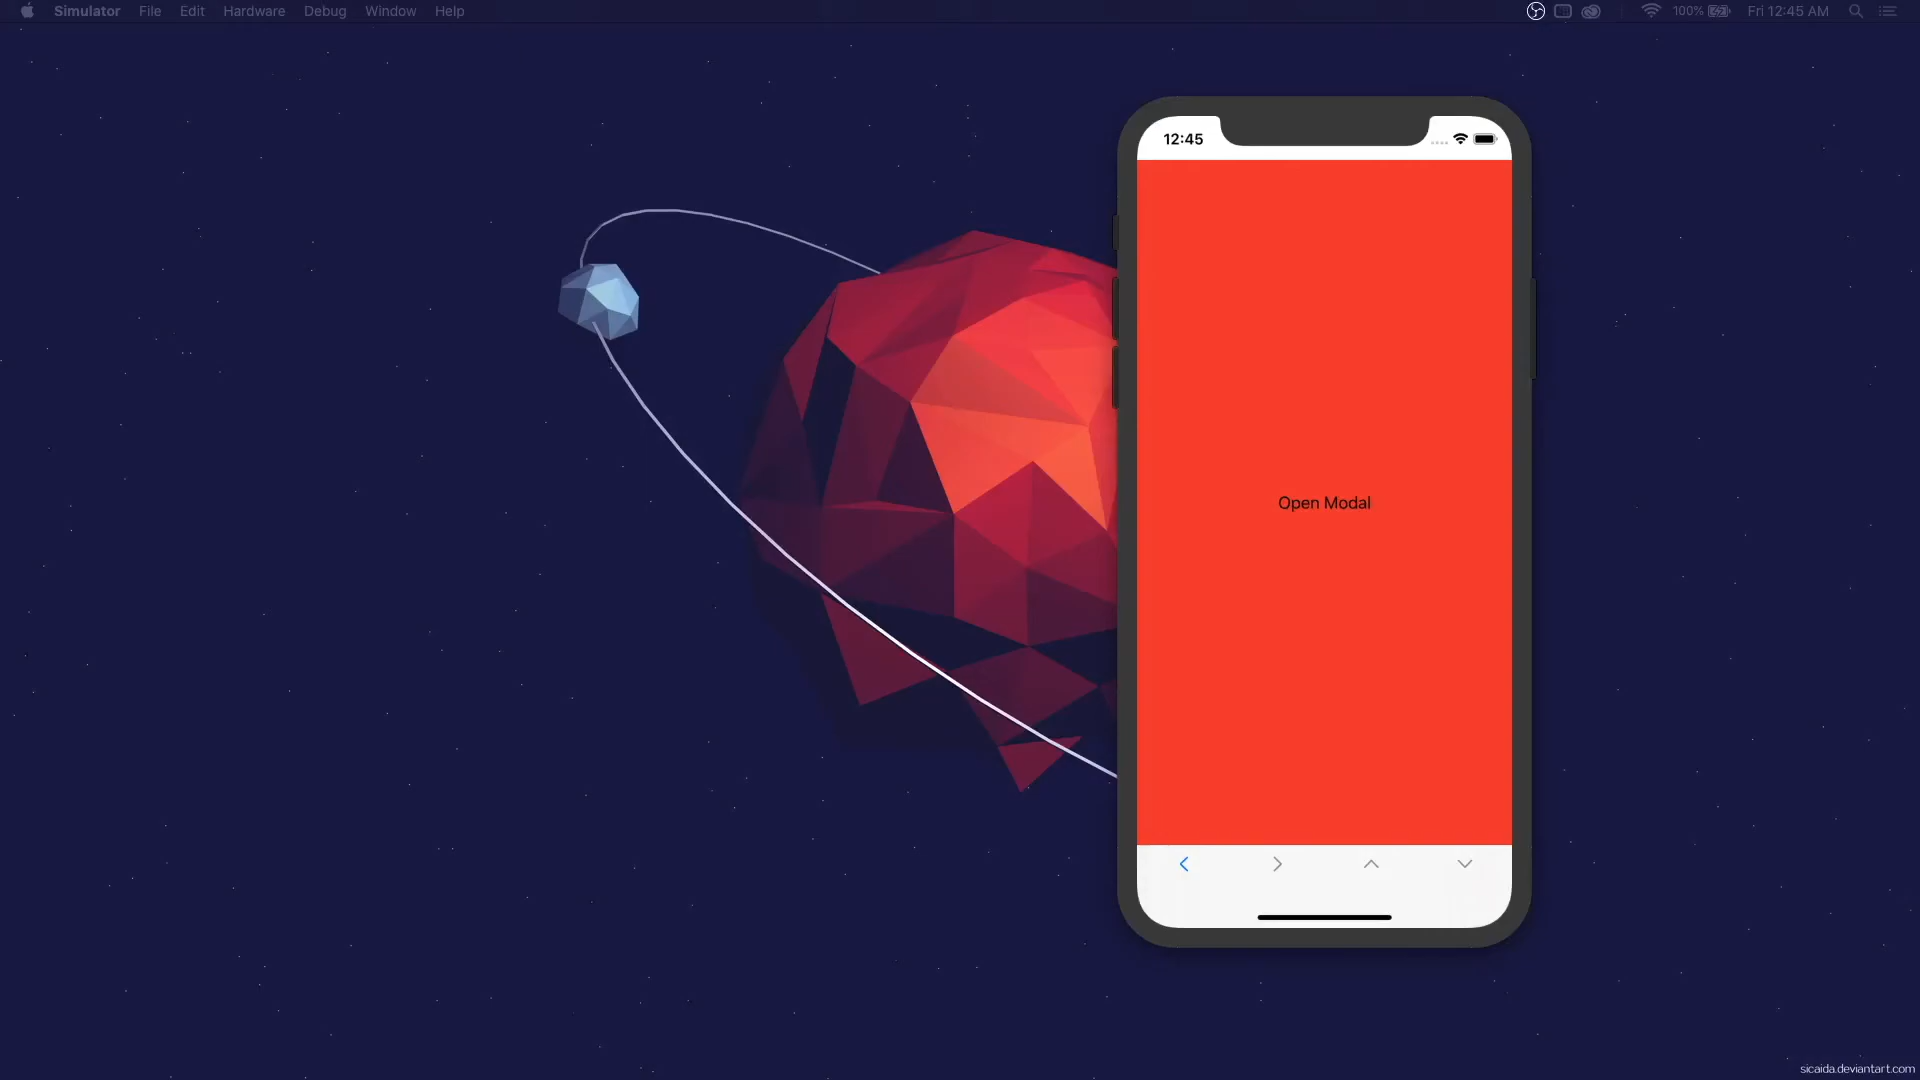 Simulator File Edit Hardware Debug Window Help 100% Fri 12:45 AM
12:45
Open Modal
sicaida.deviantart.com